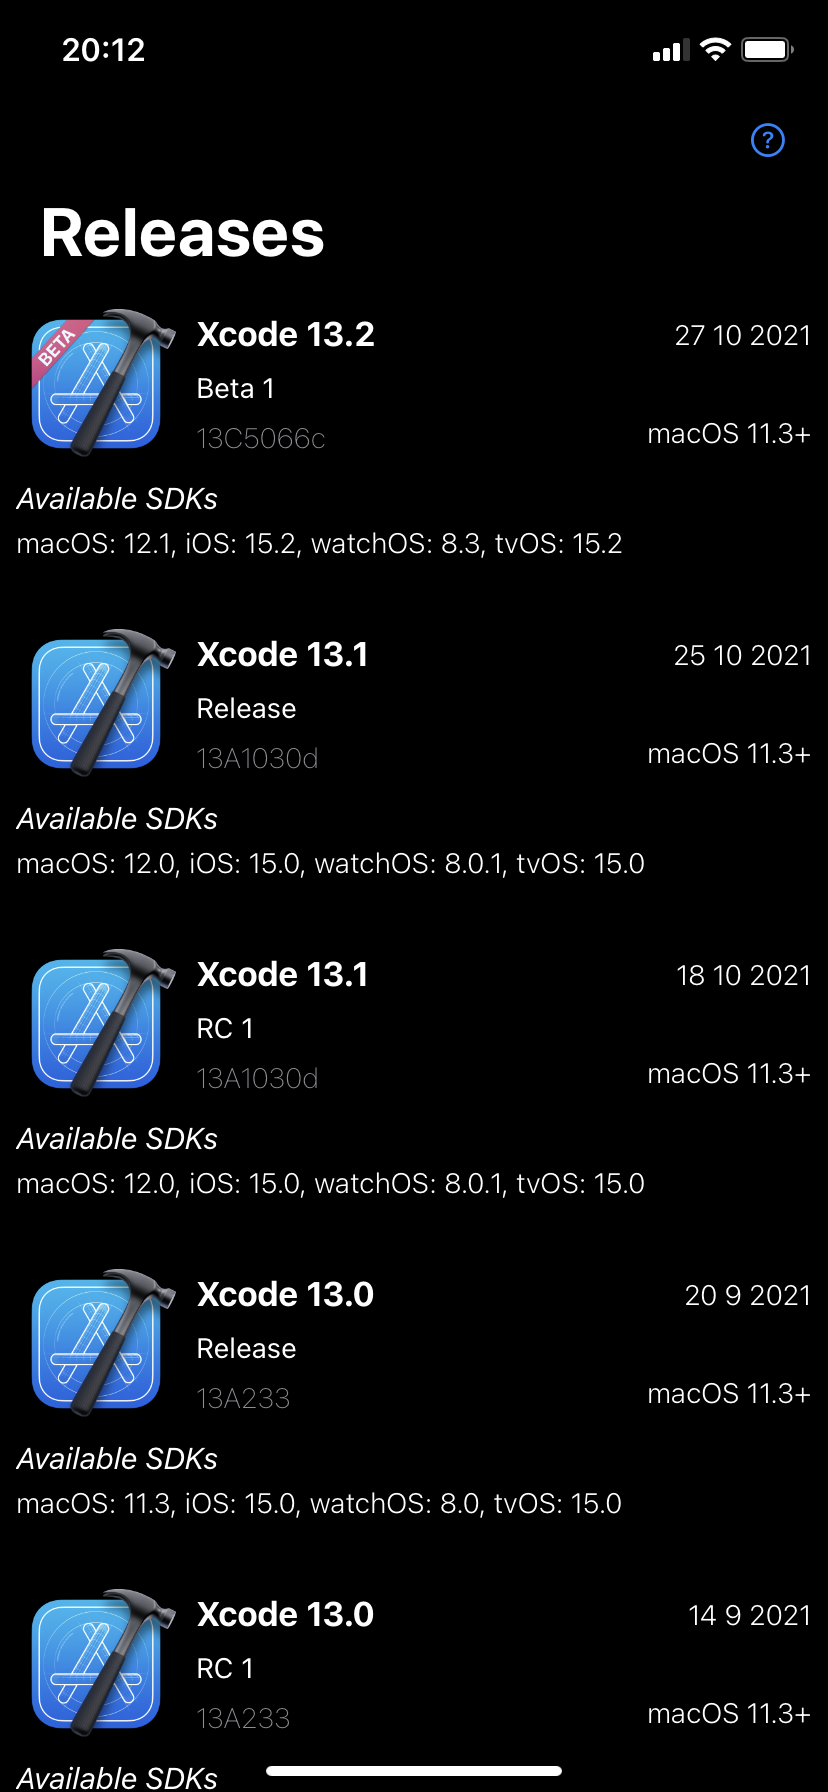 20:12
?
Releases
BETA
Xcode 13.2
27 10 2021
Beta 1
13C5066c
macOS 11.3+
Available SDKs
macOS: 12.1, iOS: 15.2, watchOS: 8.3, tvOS: 15.2
Xcode 13.1
25 10 2021
Release
13A1030d
macOS 11.3+
Available SDKs
macOS: 12.0, iOS: 15.0, watchOS: 8.0.1, tvOS: 15.0
Xcode 13.1
18 10 2021
RC 1
13A1030d
macOS 11.3+
Available SDKs
macOS: 12.0, iOS: 15.0, watchOS: 8.0.1, tvOS: 15.0
Xcode 13.0
20 9 2021
Release
13A233
macOS 11.3+
Available SDKs
macOS: 11.3, iOS: 15.0, watchOS: 8.0, tvOS: 15.0
Xcode 13.0
14 9 2021
RC 1
13A233
macOS 11.3+
Available SDKs